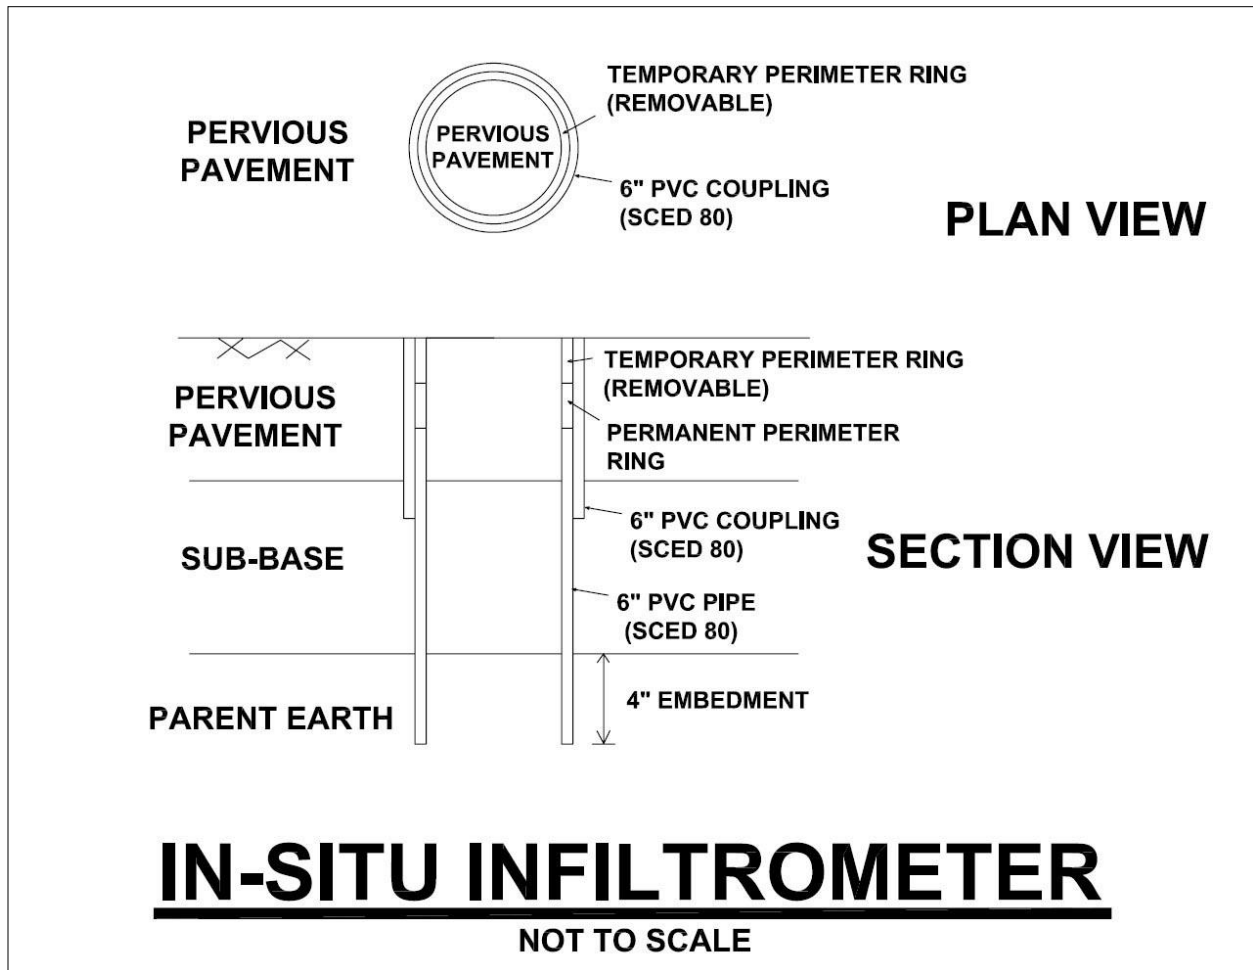 TEMPORARY PERIMETER RING
(REMOVABLE)
PERVIOUS
PAVEMENT
PERVIOUS
PAVEMENT
6" PVC COUPLING
(SCED 80)
PLAN VIEW
TEMPORARY PERIMETER RING
(REMOVABLE)
PERVIOUS
PAVEMENT
PERMANENT PERIMETER
RING
6" PVC COUPLING
(SCED 80)
SECTION VIEW
SUB-BASE
6" PVC PIPE
(SCED 80)
4" EMBEDMENT
PARENT EARTH
IN-SITU INFILTROMETER
NOT TO SCALE